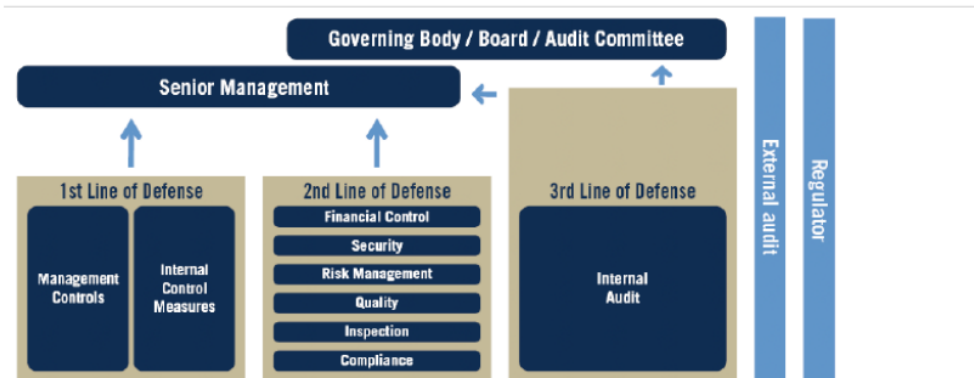 Governing Body / Board / Audit Committee
Senior Management
1st Line of Defense
Management
Controls
Internal
Control
Measures
2nd Line of Defense
Financial Control
Security
Risk Management
Quality
Inspection
Compliance
3rd Line of Defense
Internal
Audit
External audit
Regulator